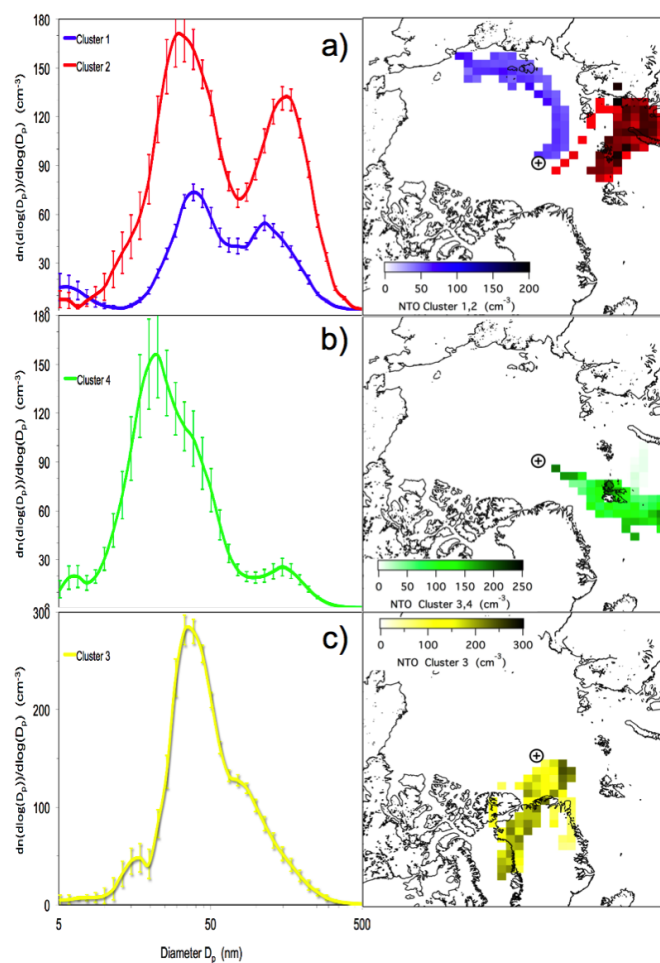 180
150
120
90
60
30
dn(dlog(Dp))/dlog(Dp) (cm-3)
Cluster 1
Cluster 2
a)
0 50 100 150 200
NTO Cluster 1,2 (cm-3)
180
150
120
90
60
30
dn(dlog(Dp))/dlog(Dp) (cm-3)
Cluster 4
b)
0 50 100 150 200 250
NTO Cluster 3,4 (cm-3)
300
200
100
0
dn(dlog(Dp))/dlog(Dp) (cm-3)
Cluster 3
c)
0 100 200 300
NTO Cluster 3 (cm-3)
5 50 500
Diameter Dp (nm)